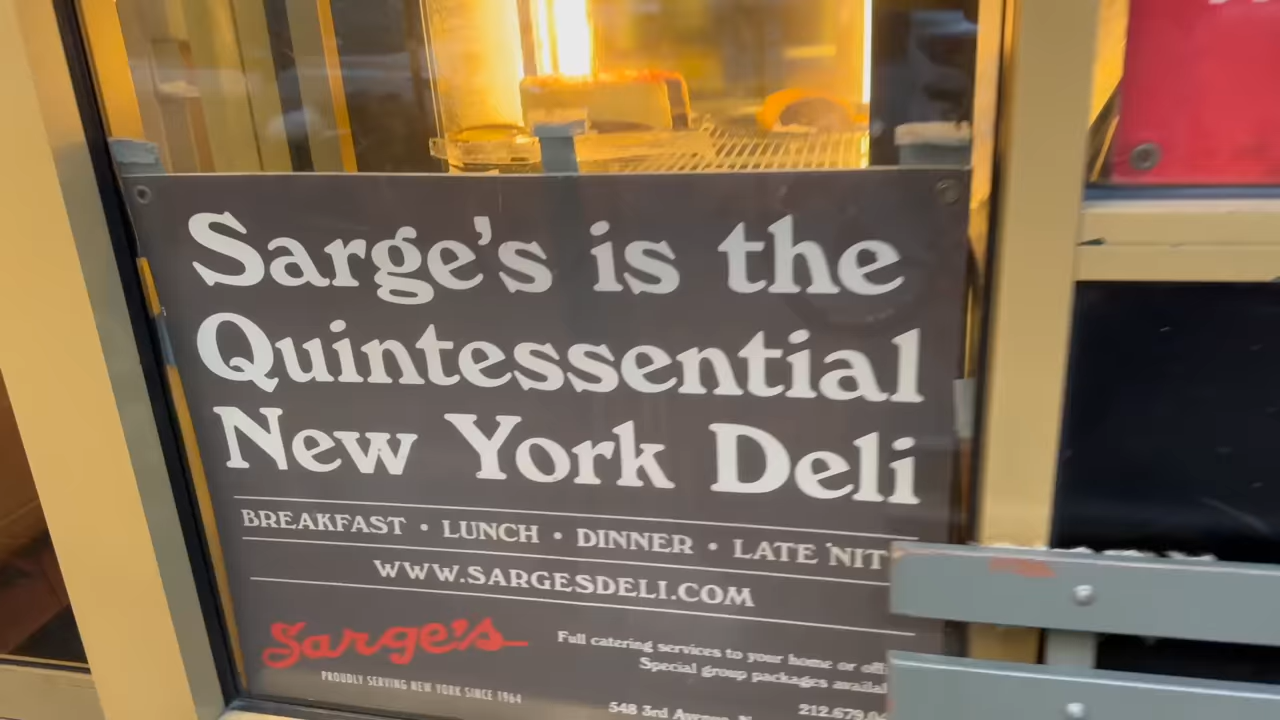 Sarge's is the
Quintessential
New York Deli
BREAKFAST • LUNCH • DINNER • LATE 'NIT
WWW.SARGESDELI.COM
Sarge's
PROUDLY SERVING NEW YORK SINCE 1964
Full catering services to your home or off
Special group packages availal
212.679.04
548 3rd Avenue, N